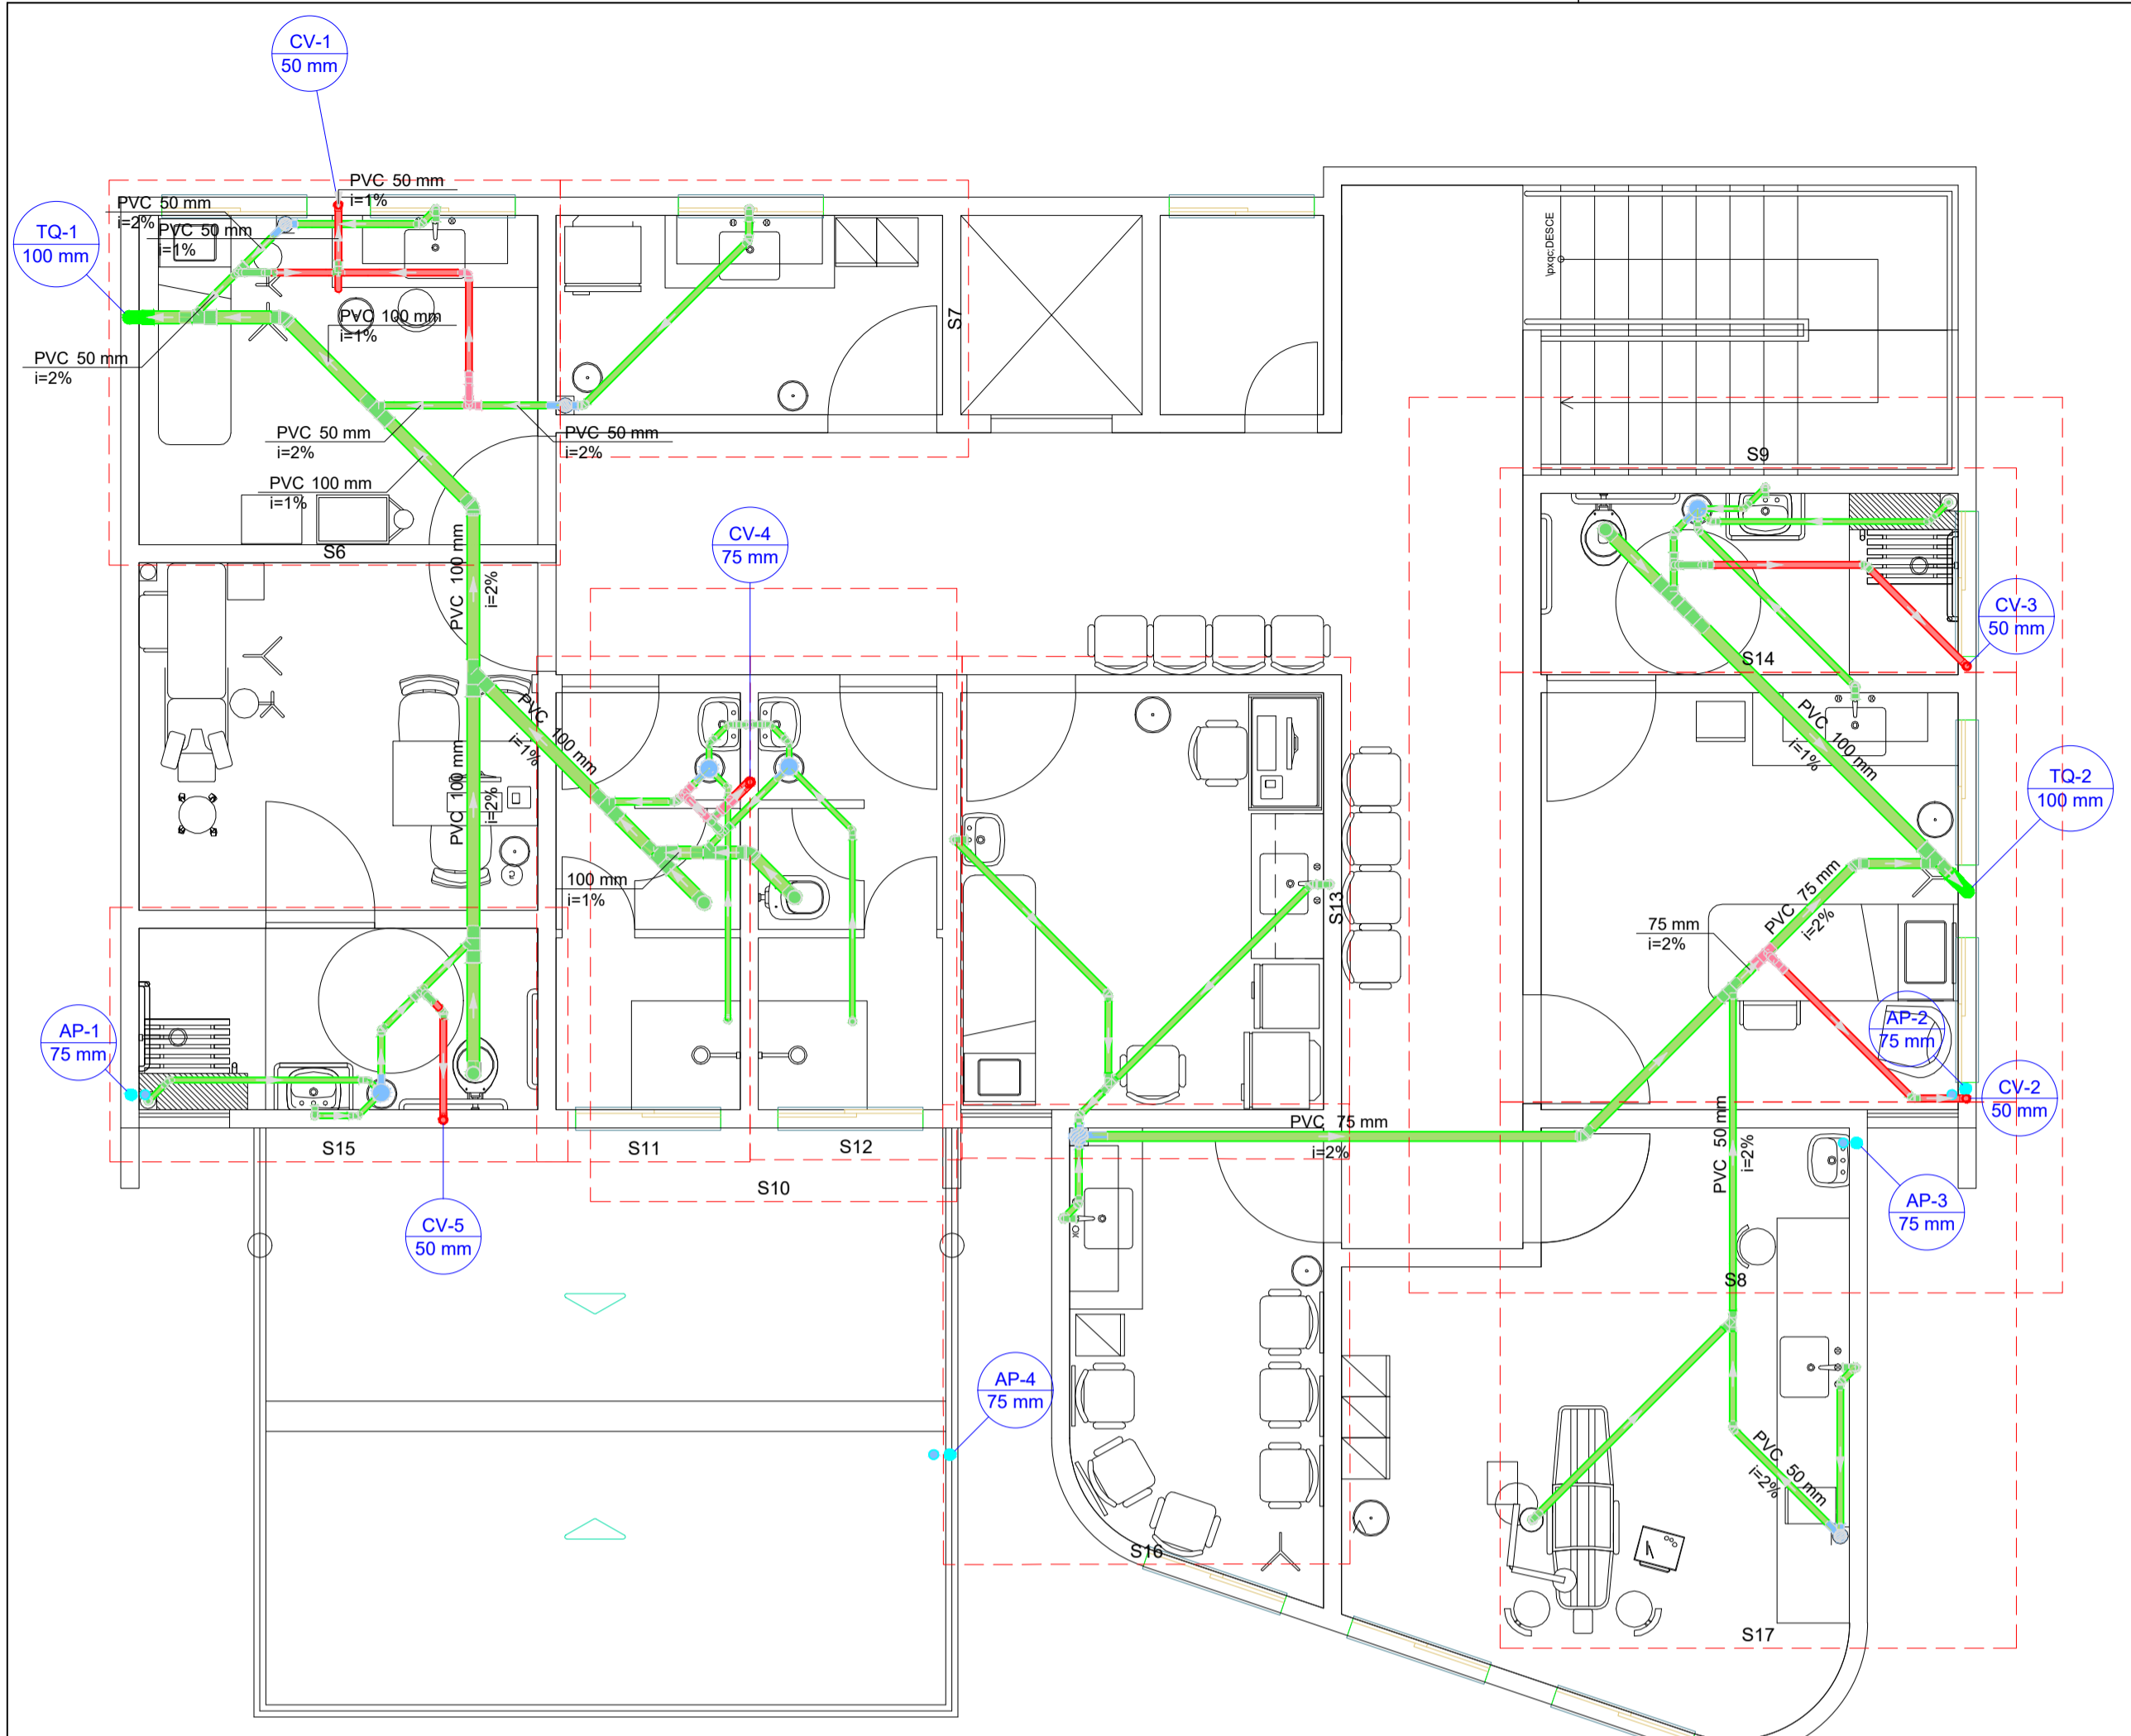 CV-1
50 mm
PVC 50 mm
i=1%
PVC 50 mm
i=2%
PVC 50 mm
i=1%
TQ-1
100 mm
\pxqc;DESCE
PVC 100 mm
i=1%
S7
PVC 50 mm
i=2%
PVC 50 mm
i=2%
PVC 50 mm
i=2%
S9
PVC 100 mm
i=1%
S6
CV-4
75 mm
PVC 100 mm
i=2%
CV-3
50 mm
S14
PVC 100 mm
i=1%
PVC 100 mm
i=1%
PVC 100 mm
i=2%
TQ-2
100 mm
100 mm
i=1%
S13
PVC 75 mm
i=2%
75 mm
i=2%
AP-1
75 mm
AP-2
75 mm
CV-2
50 mm
PVC 75 mm
i=2%
PVC 50 mm
i=2%
S15
S11
S12
S10
AP-3
75 mm
CV-5
50 mm
S8
AP-4
75 mm
PVC 50 mm
i=2%
S16
S17